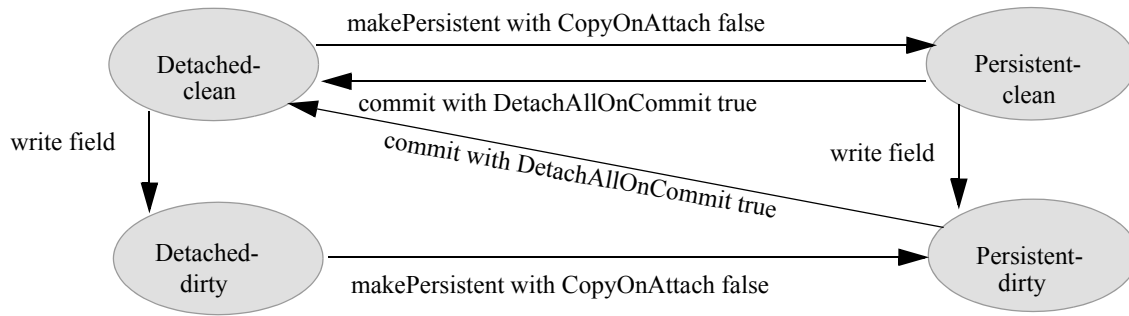 makePersistent with CopyOnAttach false
Detached-
clean
Persistent-
clean
commit with DetachAllOnCommit true
write field
commit with DetachAllOnCommit true
write field
Detached-
dirty
Persistent-
dirty
makePersistent with CopyOnAttach false